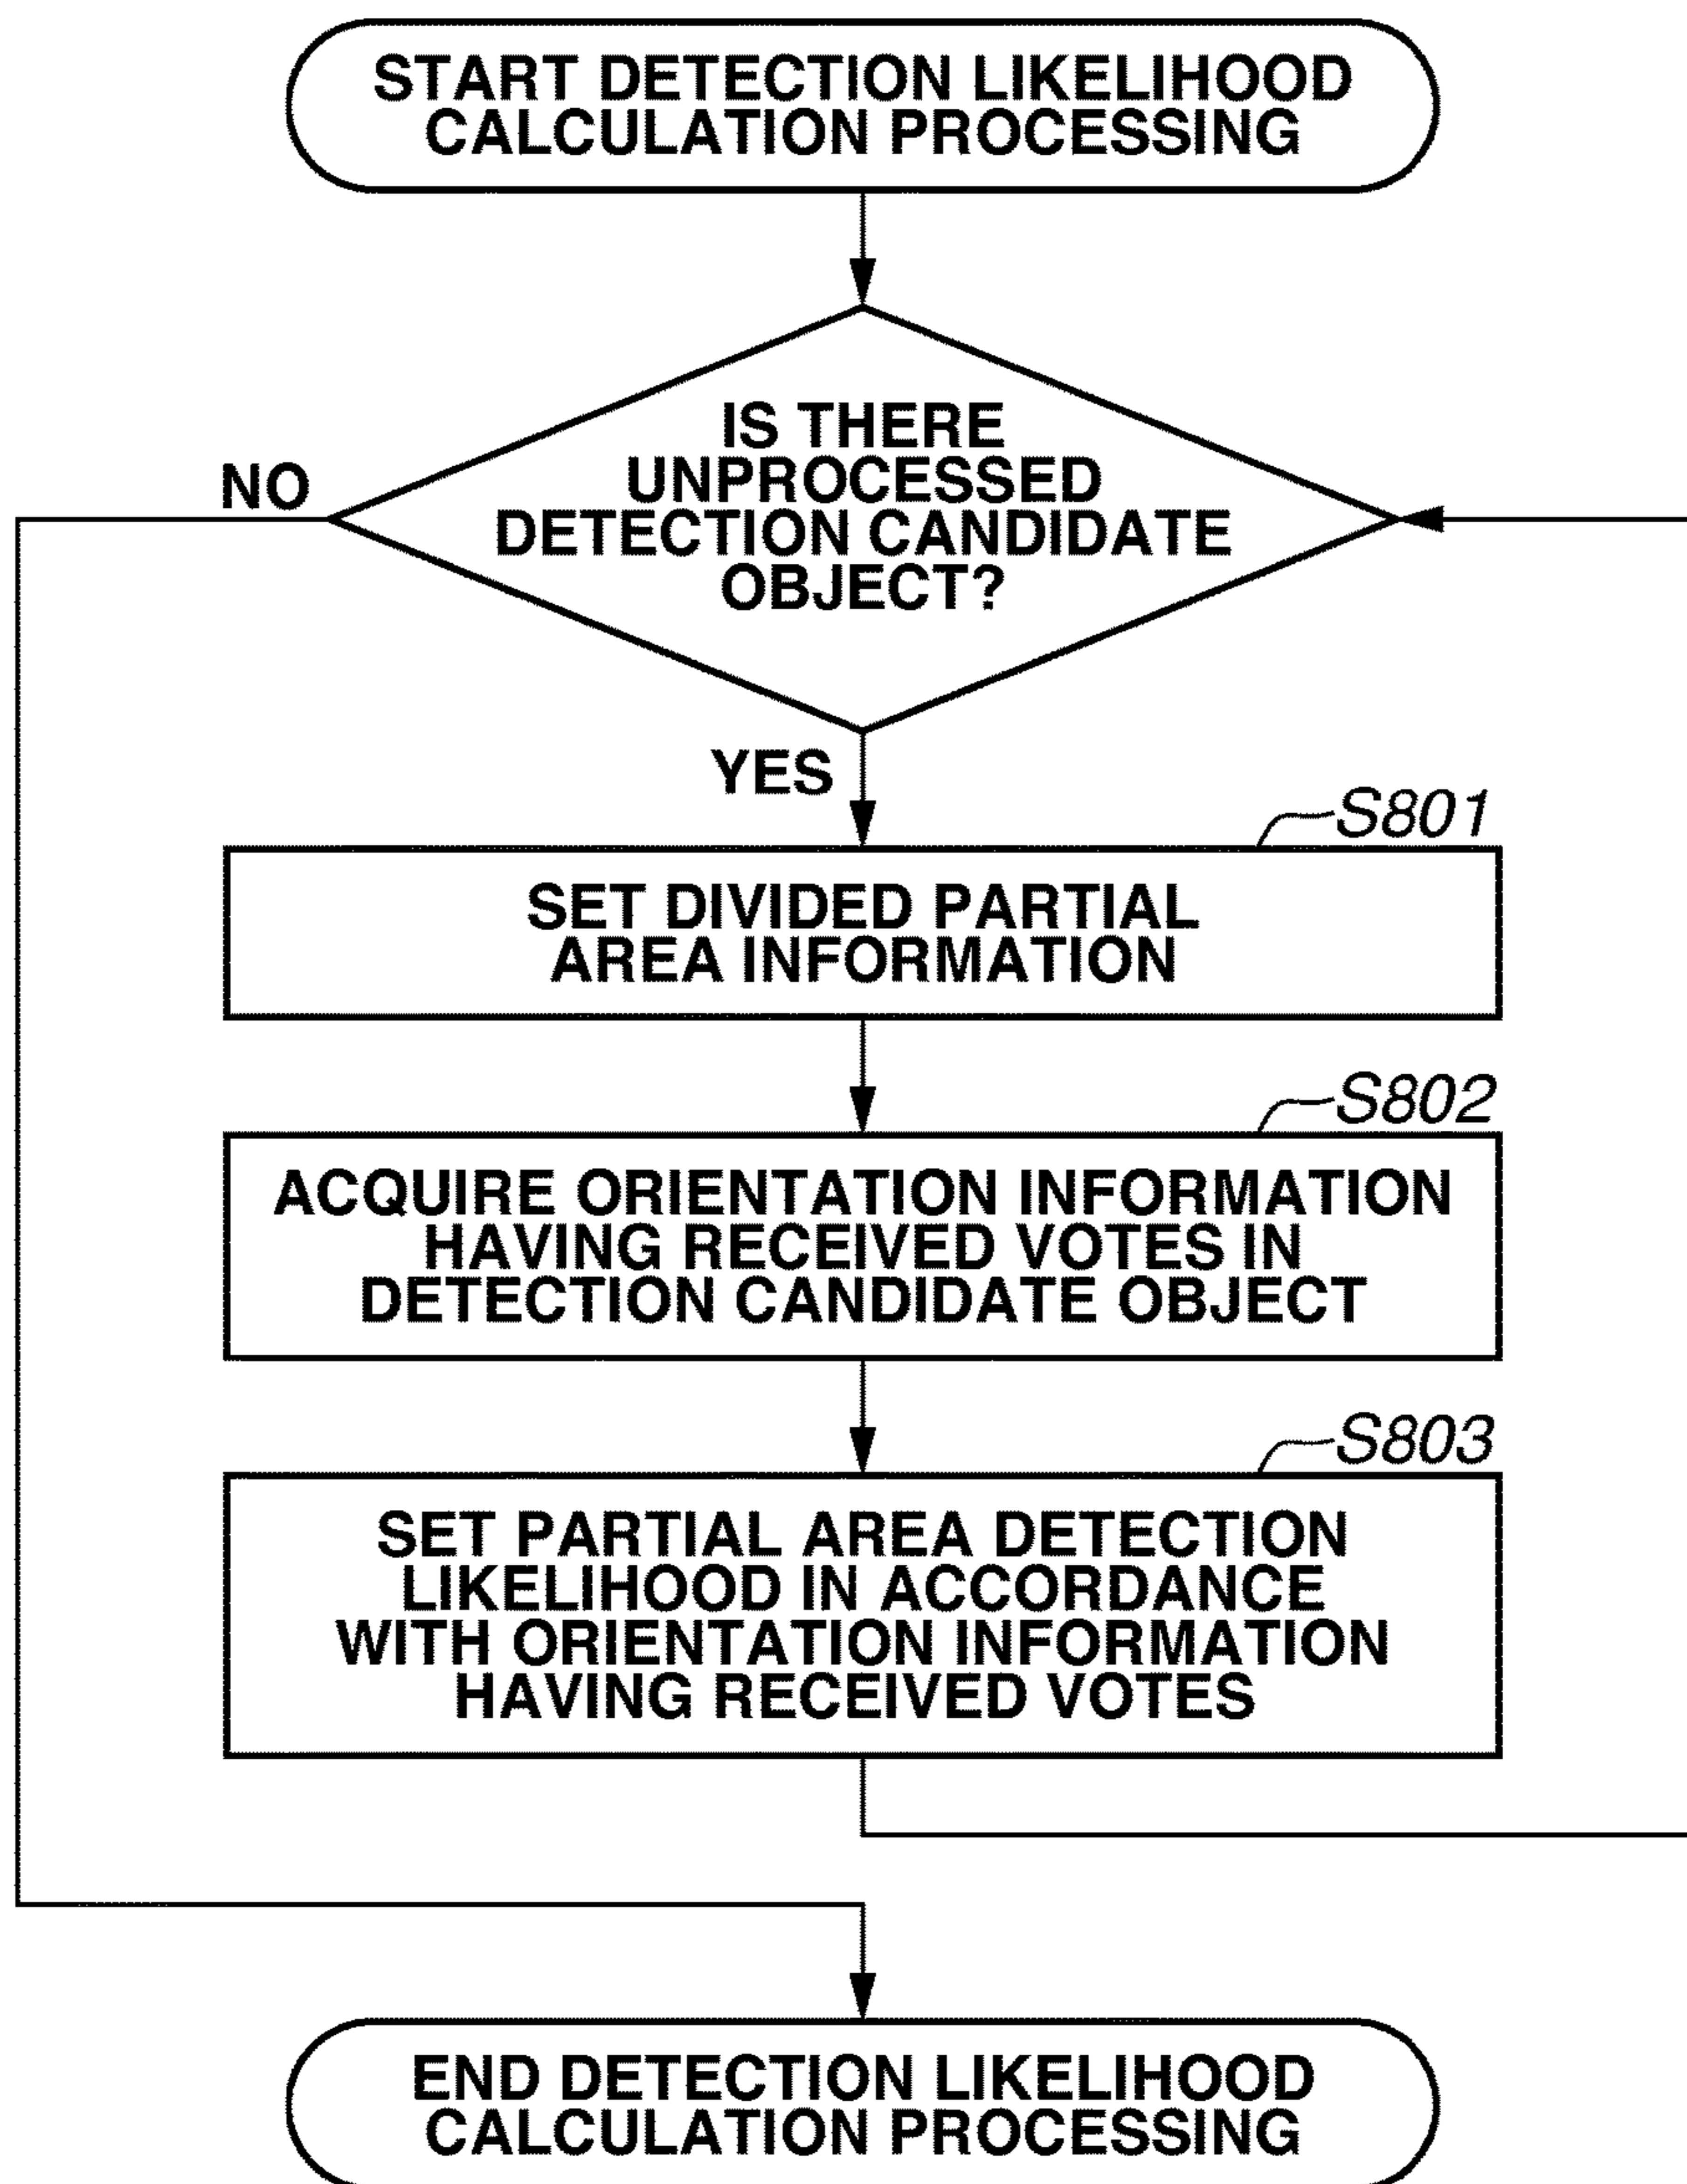 START DETECTION LIKELIHOOD
CALCULATION PROCESSING
IS THERE
UNPROCESSED
DETECTION CANDIDATE
OBJECT?
NO
YES
S801
SET DIVIDED PARTIAL
AREA INFORMATION
S802
ACQUIRE ORIENTATION INFORMATION
HAVING RECEIVED VOTES IN
DETECTION CANDIDATE OBJECT
S803
SET PARTIAL AREA DETECTION
LIKELIHOOD IN ACCORDANCE
WITH ORIENTATION INFORMATION
HAVING RECEIVED VOTES
END DETECTION LIKELIHOOD
CALCULATION PROCESSING